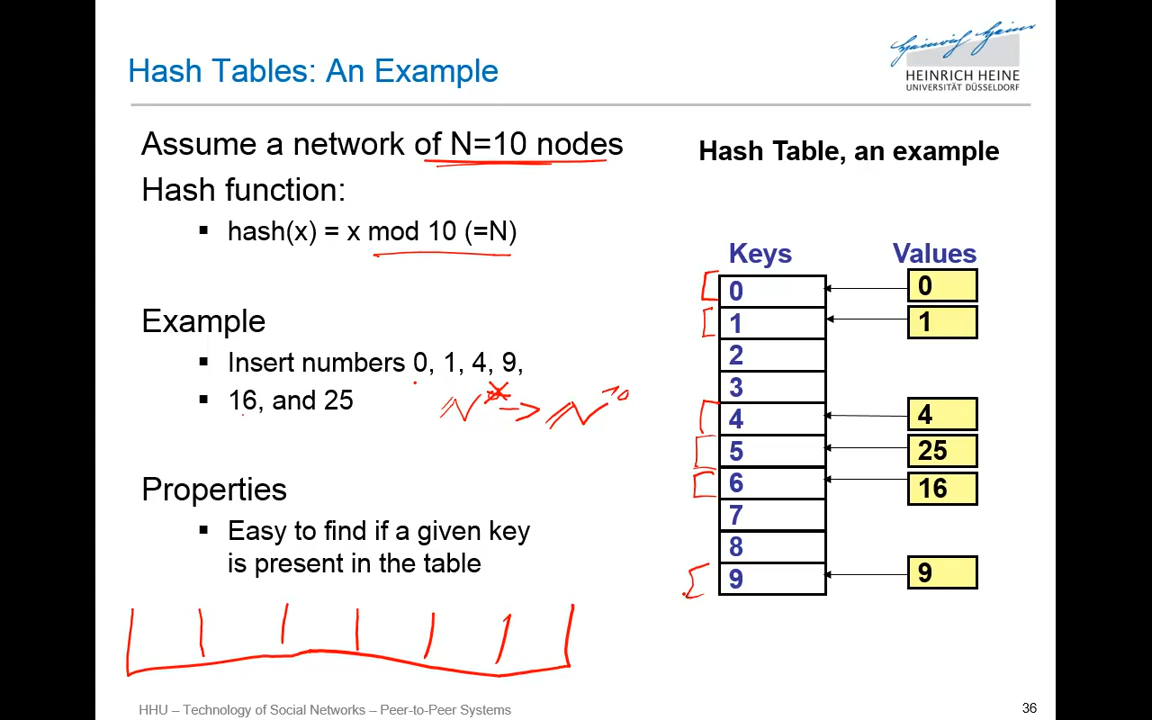 Hash Tables: An Example
HEINRICH HEINE
UNIVERSITÄT DÜSSELDORF
Assume a network of N=10 nodes
Hash function:
▪ hash(x) = x mod 10 (=N)
Example
▪ Insert numbers 0, 1, 4, 9,
▪ 16, and 25
Properties
▪ Easy to find if a given key
is present in the table
Hash Table, an example
Keys Values
0 0
1 1
2
3
4 4
5 25
6 16
7
8
9 9
HHU – Technology of Social Networks – Peer-to-Peer Systems
36